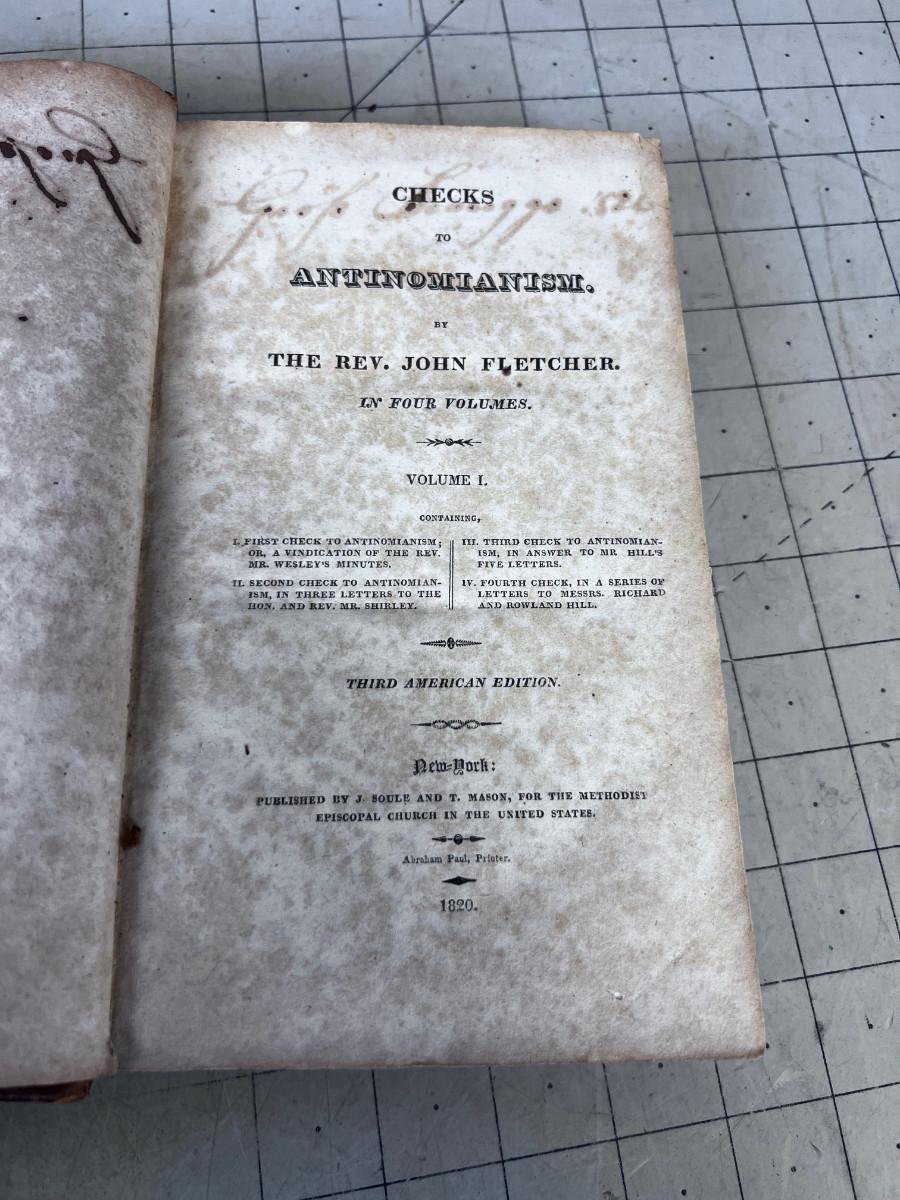 CHECKS
TO
ANTINOMIANISM.
BY
THE REV. JOHN FLETCHER.
IN FOUR VOLUMES.
VOLUME I.
CONTAINING,
I. FIRST CHECK TO ANTINOMIANISM;
OR, A VINDICATION OF THE REV.
MR. WESLEY'S MINUTES.
II. SECOND CHECK TO ANTINOMIAN-
ISM, IN THREE LETTERS TO THE
HON. AND REV. MR. SHIRLEY.
III. THIRD CHECK TO ANTINOMIAN-
ISM, IN ANSWER TO MR HILL'S
FIVE LETTERS.
IV. FOURTH CHECK, IN A SERIES OF
LETTERS TO MESSRS. RICHARD
AND ROWLAND HILL.
THIRD AMERICAN EDITION.
New-York:
PUBLISHED BY J. SOULE AND T. MASON, FOR THE METHODIST
EPISCOPAL CHURCH IN THE UNITED STATES.
Abraham Paul, Printer.
1820.